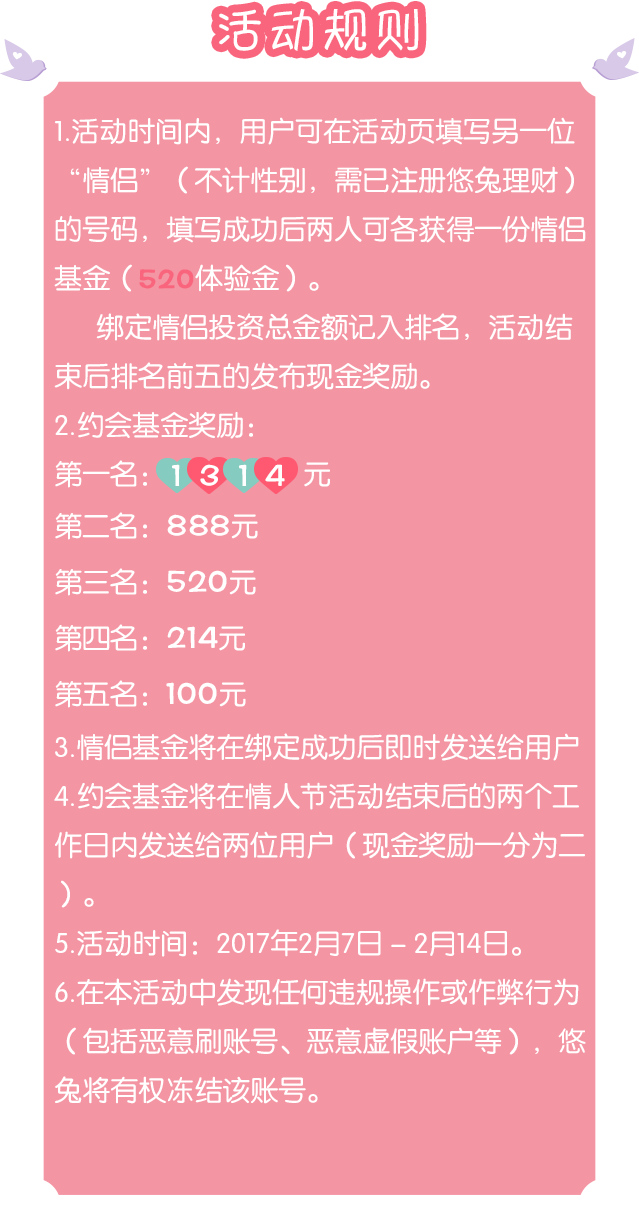 活动规则
1.活动时间内，用户可在活动页填写另一位
“情侣”（不计性别，需已注册悠兔理财）
的号码，填写成功后两人可各获得一份情侣
基金（520体验金）。
绑定情侣投资总金额记入排名，活动结
束后排名前五的发布现金奖励。
2.约会基金奖励：
第一名：1314 元
第二名：888元
第三名：520元
第四名：214元
第五名：100元
3.情侣基金将在绑定成功后即时发送给用户
4.约会基金将在情人节活动结束后的两个工
作日内发送给两位用户（现金奖励一分为二
）。
5.活动时间：2017年2月7日 – 2月14日。
6.在本活动中发现任何违规操作或作弊行为
（包括恶意刷账号、恶意虚假账户等），悠
兔将有权冻结该账号。